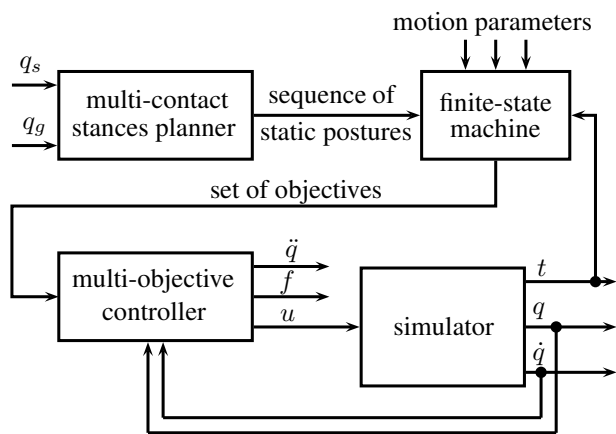 motion parameters
q_s
multi-contact
stances planner
q_g
sequence of
static postures
finite-state
machine
set of objectives
multi-objective
controller
q̈
f
u
simulator
t
q
q̇